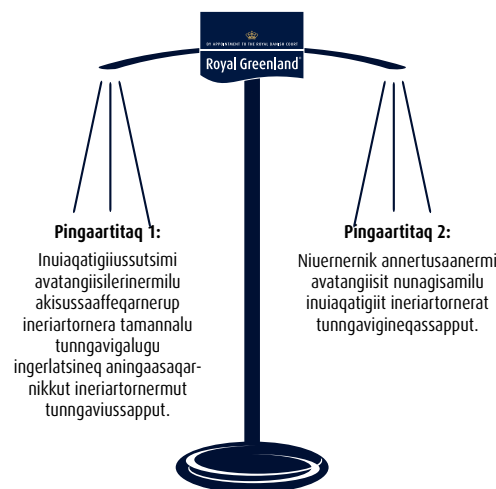 BY APPOINTMENT TO THE ROYAL DANISH COURT
Royal Greenland®
Pingaartitaq 1:
Inuiaqatigiiussutsimi
avatangiisilerinermilu
akisussaaffeqarnerup
ineriartornera tamannalu
tunngavigalugu
ingerlatsineq aningaasaqar-
nikkut ineriartornermut
tunngaviussapput.
Pingaartitaq 2:
Niuernernik annertusaanermi
avatangiisit nunagisamilu
inuiaqatigiit ineriartornerat
tunngavigineqassapput.